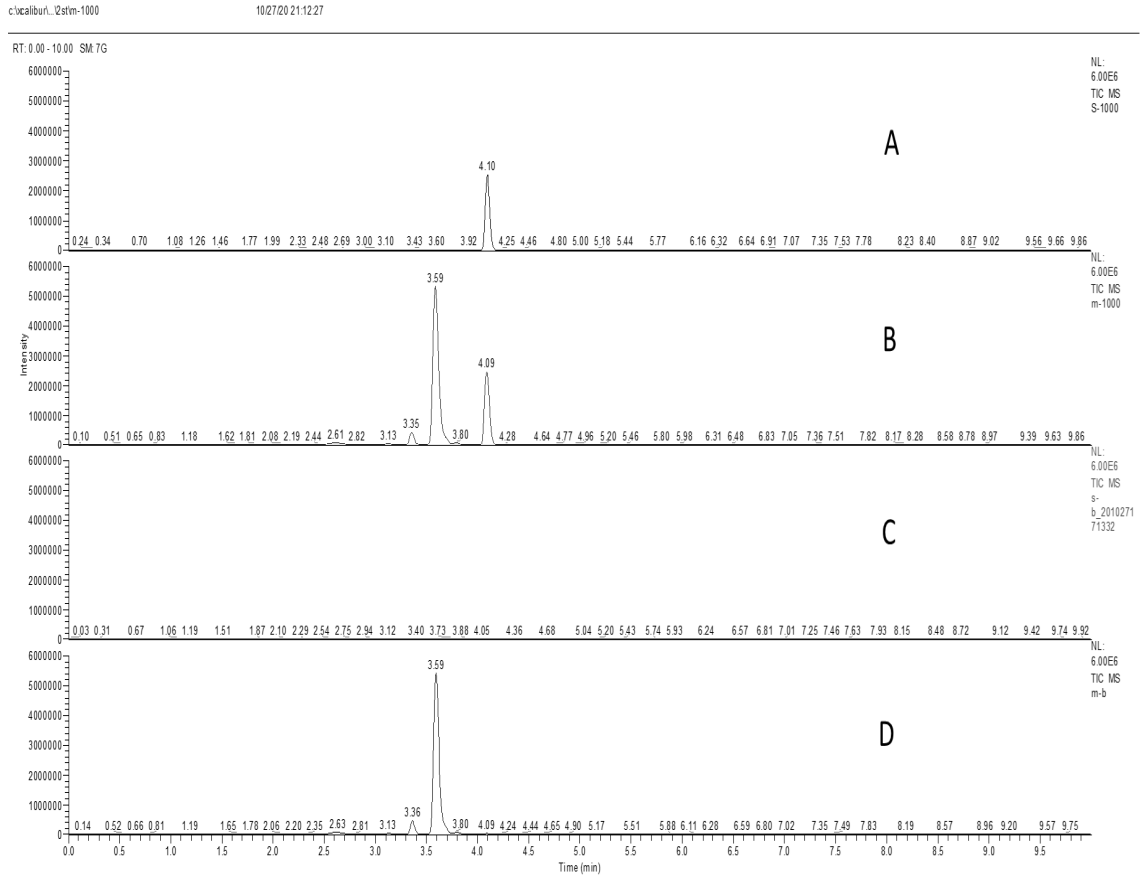 c:\xcalibur\...\2st\m-1000 10/27/20 21:12:27
RT: 0.00 - 10.00 SM: 7G
NL:
6.00E6
TIC MS
S-1000
6000000
5000000
4000000
3000000
2000000
1000000
0
A
4.10
0.24 0.34 0.70 1.08 1.26 1.46 1.77 1.99 2.33 2.48 2.69 3.00 3.10 3.43 3.60 3.92 4.25 4.46 4.80 5.00 5.18 5.44 5.77 6.16 6.32 6.64 6.91 7.07 7.35 7.53 7.78 8.23 8.40 8.87 9.02 9.56 9.66 9.86
NL:
6.00E6
TIC MS
m-1000
6000000
5000000
4000000
3000000
2000000
1000000
0
Intensity
B
3.59
4.09
3.35
0.10 0.51 0.65 0.83 1.18 1.62 1.81 2.08 2.19 2.44 2.61 2.82 3.13 3.80 4.28 4.64 4.77 4.96 5.20 5.46 5.80 5.98 6.31 6.48 6.83 7.05 7.36 7.51 7.82 8.17 8.28 8.58 8.78 8.97 9.39 9.63 9.86
NL:
6.00E6
TIC MS
s-
b_2010271
71332
6000000
5000000
4000000
3000000
2000000
1000000
0
C
0.03 0.31 0.67 1.06 1.19 1.51 1.87 2.10 2.29 2.54 2.75 2.94 3.12 3.40 3.73 3.88 4.05 4.36 4.68 5.04 5.20 5.43 5.74 5.93 6.24 6.57 6.81 7.01 7.25 7.46 7.63 7.93 8.15 8.48 8.72 9.12 9.42 9.74 9.92
NL:
6.00E6
TIC MS
m-b
6000000
5000000
4000000
3000000
2000000
1000000
0
D
3.59
3.36
0.14 0.52 0.66 0.81 1.19 1.65 1.78 2.06 2.20 2.35 2.63 2.81 3.13 3.80 4.09 4.24 4.44 4.65 4.90 5.17 5.51 5.88 6.11 6.28 6.59 6.80 7.02 7.35 7.49 7.83 8.19 8.57 8.96 9.20 9.57 9.75
0.0 0.5 1.0 1.5 2.0 2.5 3.0 3.5 4.0 4.5 5.0 5.5 6.0 6.5 7.0 7.5 8.0 8.5 9.0 9.5
Time (min)